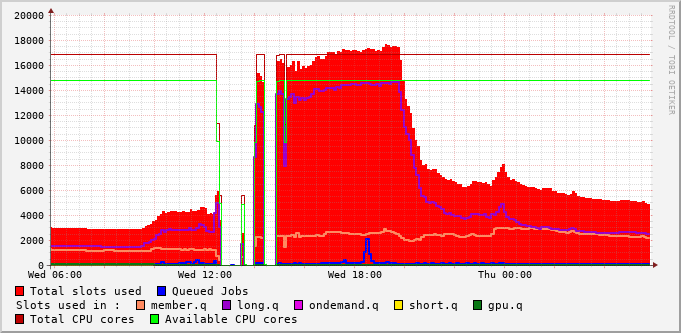 20000
18000
16000
14000
12000
10000
8000
6000
4000
2000
0
Wed 06:00 Wed 12:00 Wed 18:00 Thu 00:00
Total slots used Queued Jobs
Slots used in : member.q long.q ondemand.q short.q gpu.q
Total CPU cores Available CPU cores
RRDTOOL / TOBI OETIKER